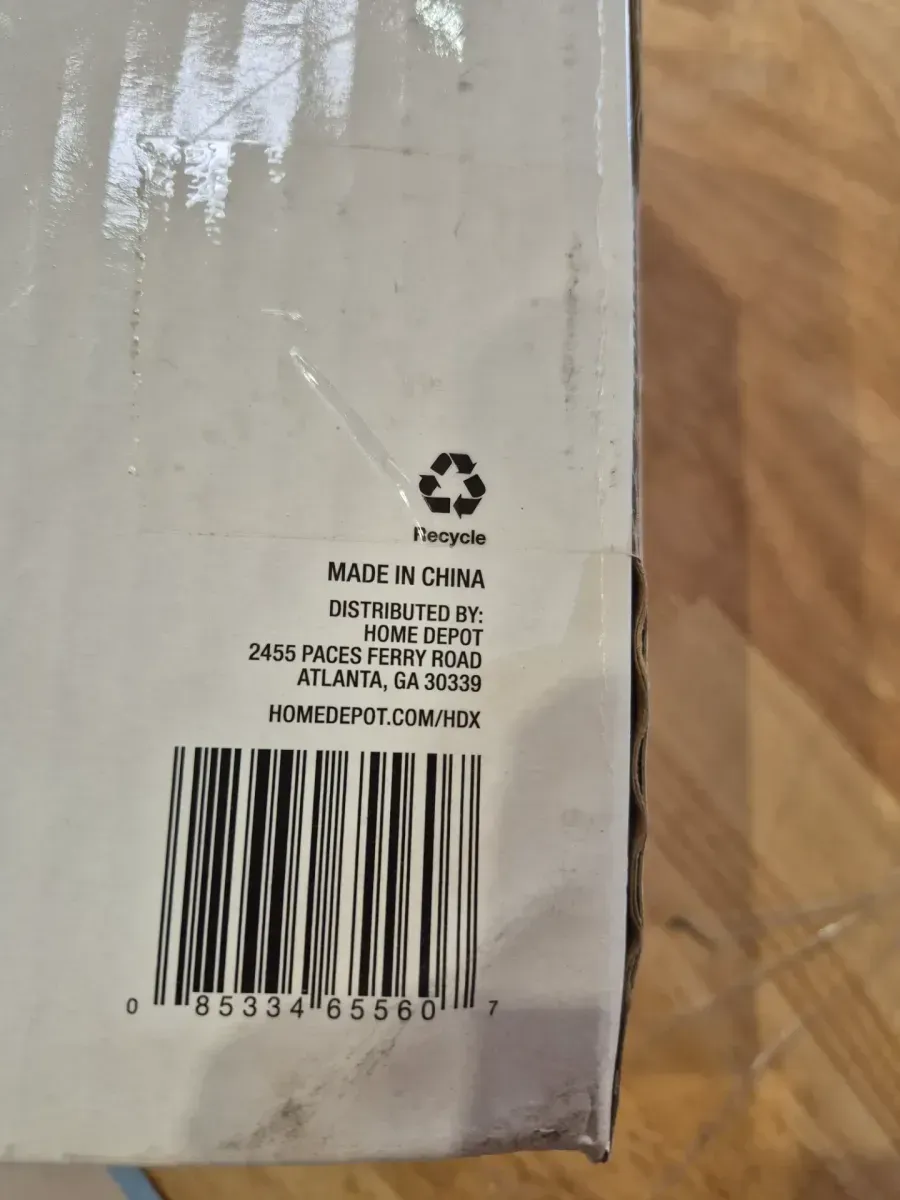 Recycle
MADE IN CHINA
DISTRIBUTED BY:
HOME DEPOT
2455 PACES FERRY ROAD
ATLANTA, GA 30339
HOMEDEPOT.COM/HDX
0 85334 65560 7